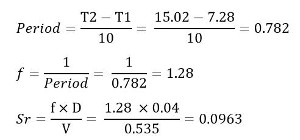 Period = (T2 − T1)/10 = (15.02 − 7.28)/10 = 0.782
f = 1/Period = 1/0.782 = 1.28
Sr = (f × D)/V = (1.28 × 0.04)/0.535 = 0.0963